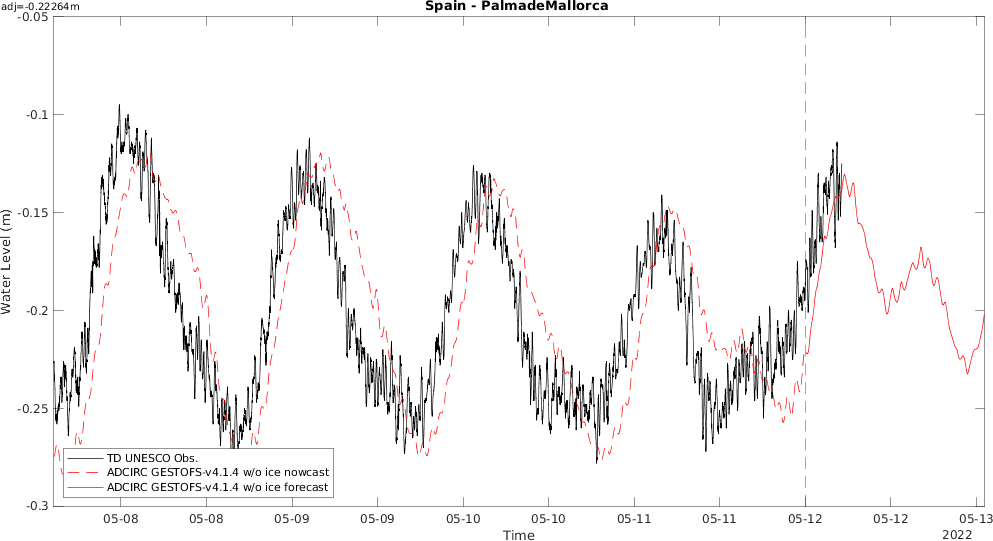 adj=-0.22264m
Spain - PalmadeMallorca
Water Level (m)
-0.05
-0.1
-0.15
-0.2
-0.25
-0.3
TD UNESCO Obs.
ADCIRC GESTOFS-v4.1.4 w/o ice nowcast
ADCIRC GESTOFS-v4.1.4 w/o ice forecast
05-08 05-08 05-09 05-09 05-10 05-10 05-11 05-11 05-12 05-12 05-13
Time
2022